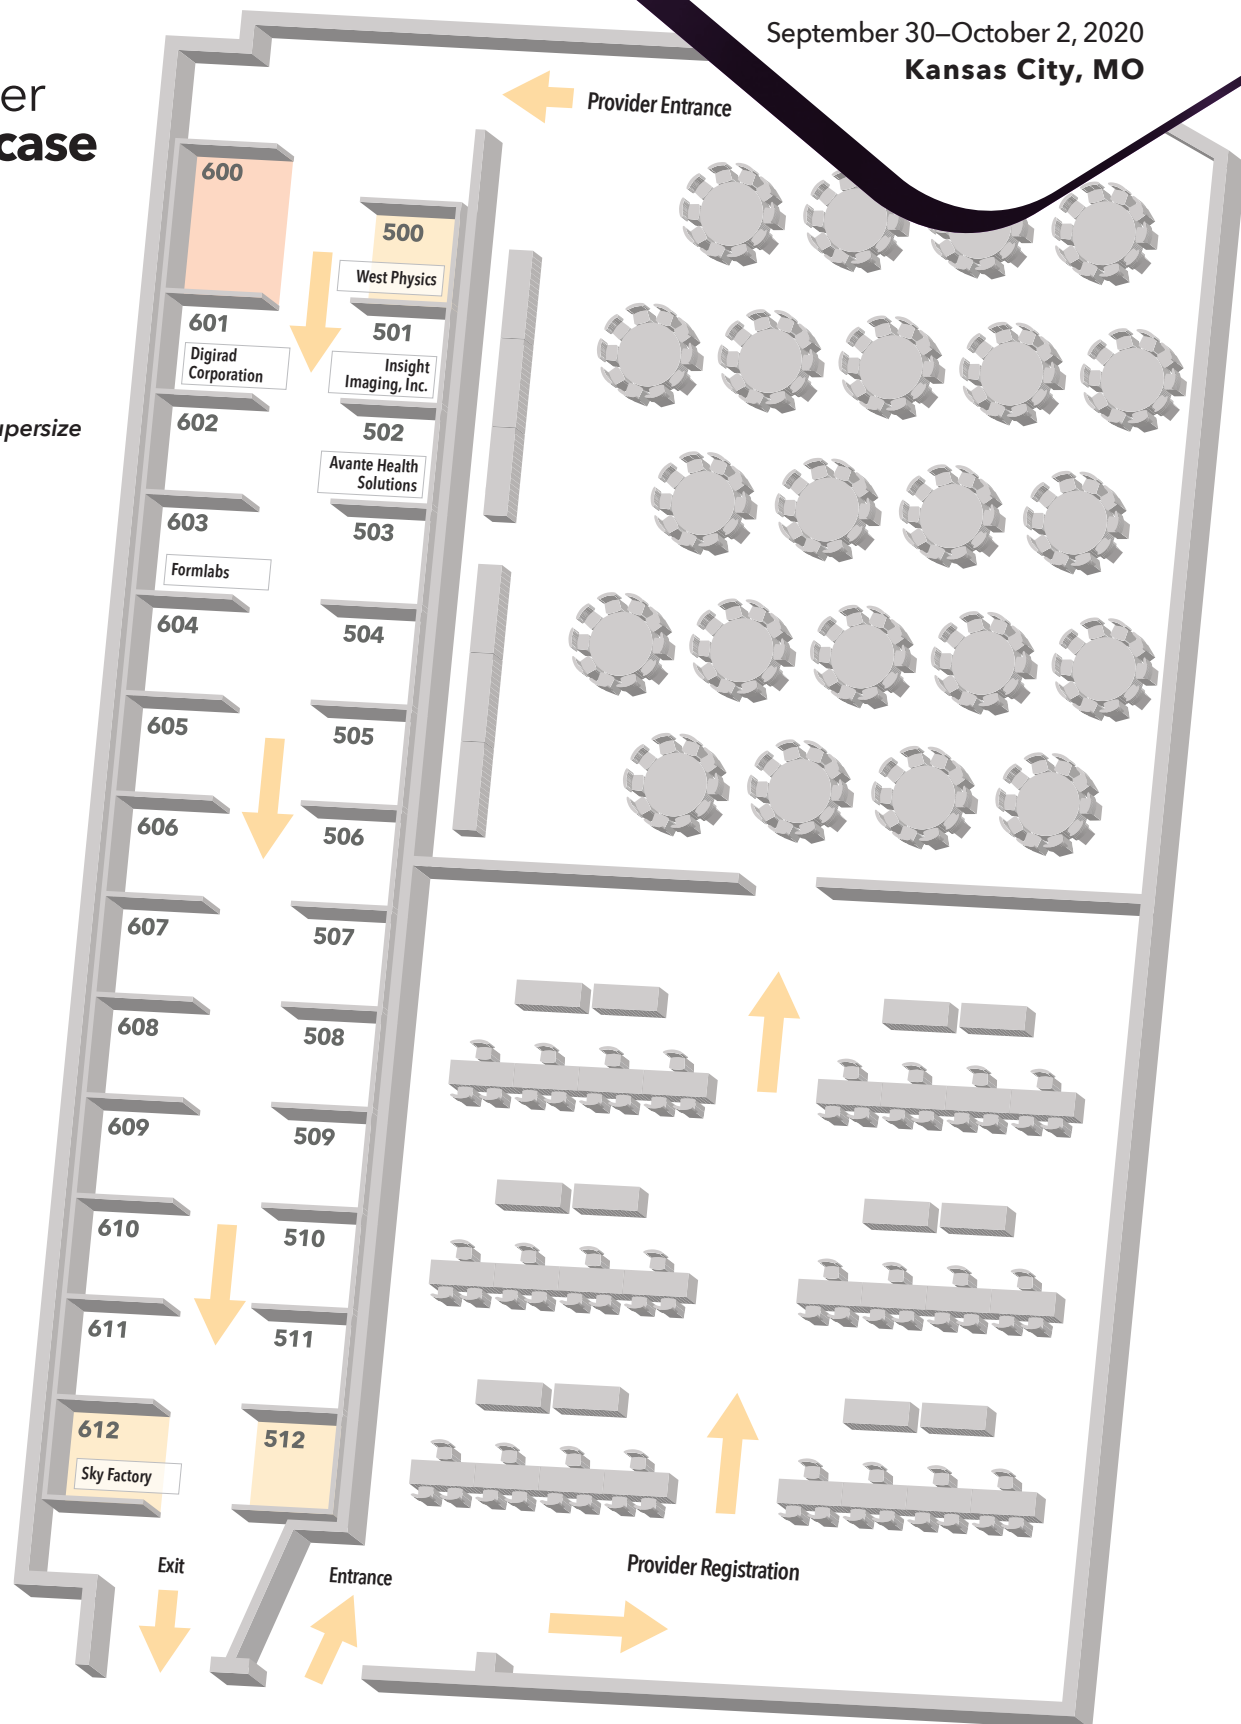 September 30–October 2, 2020
Kansas City, MO
er
case
Provider Entrance
600
500
West Physics
601
Digirad
Corporation
501
Insight
Imaging, Inc.
602
502
Avante Health
Solutions
upersize
603
Formlabs
503
604
504
605
505
606
506
607
507
608
508
609
509
610
510
611
511
612
Sky Factory
512
Exit
Entrance
Provider Registration